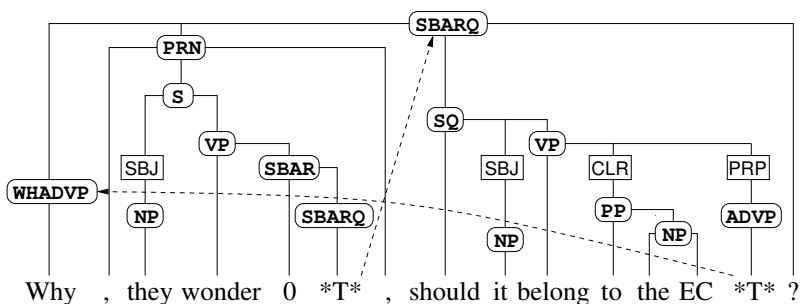 SBARQ
PRN
S
SQ
VP
VP
SBJ
SBAR
SBJ
CLR
PRP
WHADVP
NP
SBARQ
PP
ADVP
NP
NP
Why , they wonder 0 *T* , should it belong to the EC *T* ?